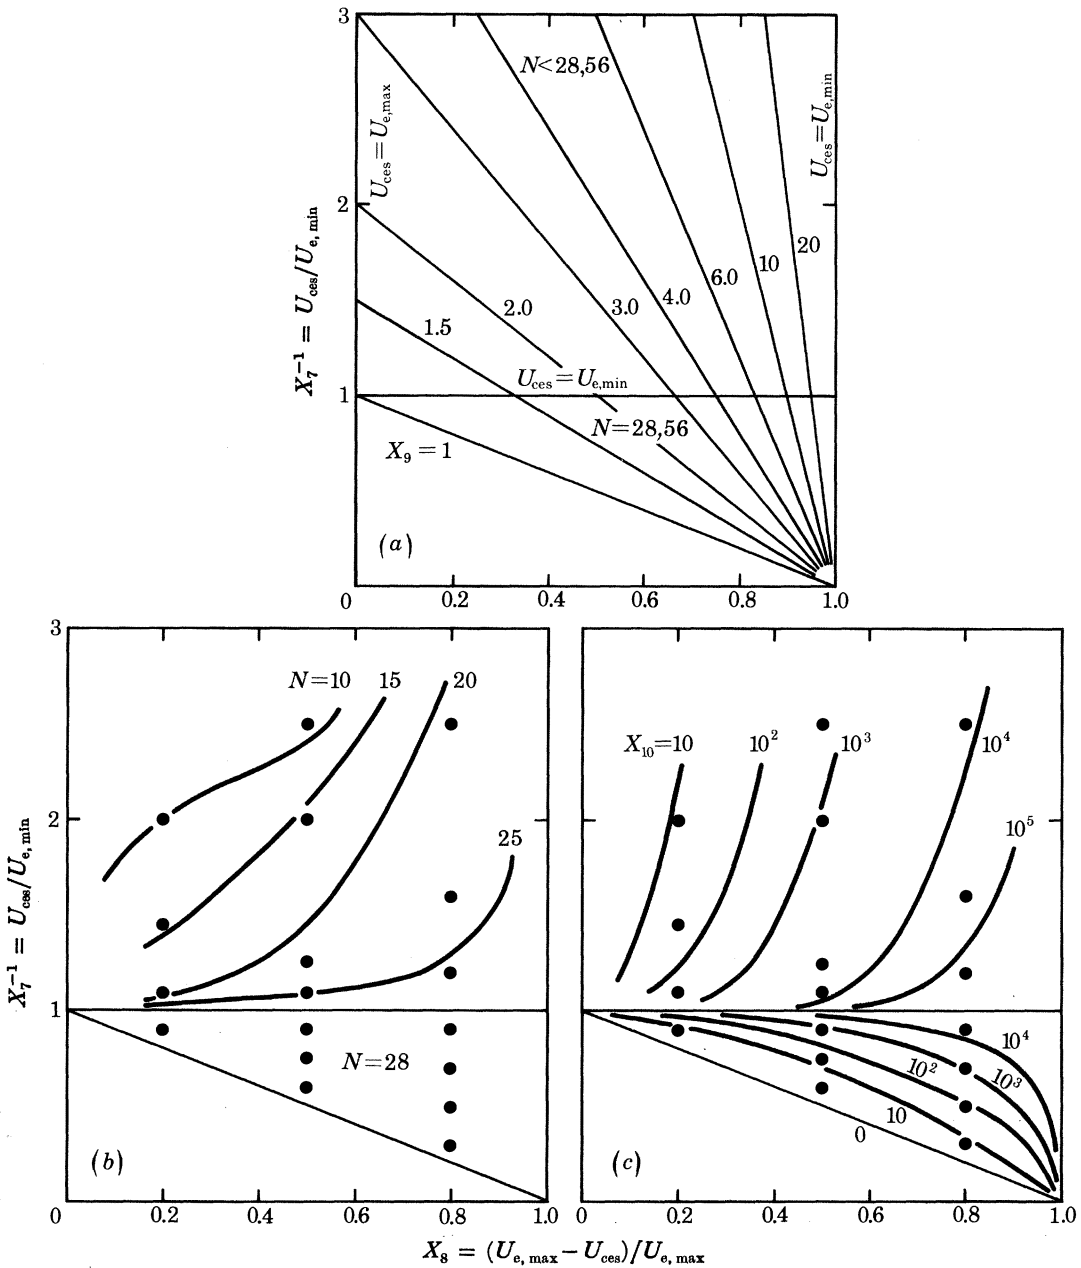 3
N<28,56
U_ces=U_e,max
U_ces=U_e,min
2
X_7^-1 = U_ces/U_e,min
20
10
6.0
4.0
3.0
2.0
1.5
U_ces=U_e,min
1
N=28,56
X_9 = 1
(a)
0 0.2 0.4 0.6 0.8 1.0
3
N=10 15 20
X_10=10 10^2 10^3 10^4
2
25
10^5
X_7^-1 = U_ces/U_e,min
1
N=28
10^4
10^3
10^2
10
0
(b)
(c)
0 0.2 0.4 0.6 0.8 1.0
0 0.2 0.4 0.6 0.8 1.0
X_8 = (U_e,max − U_ces)/U_e,max